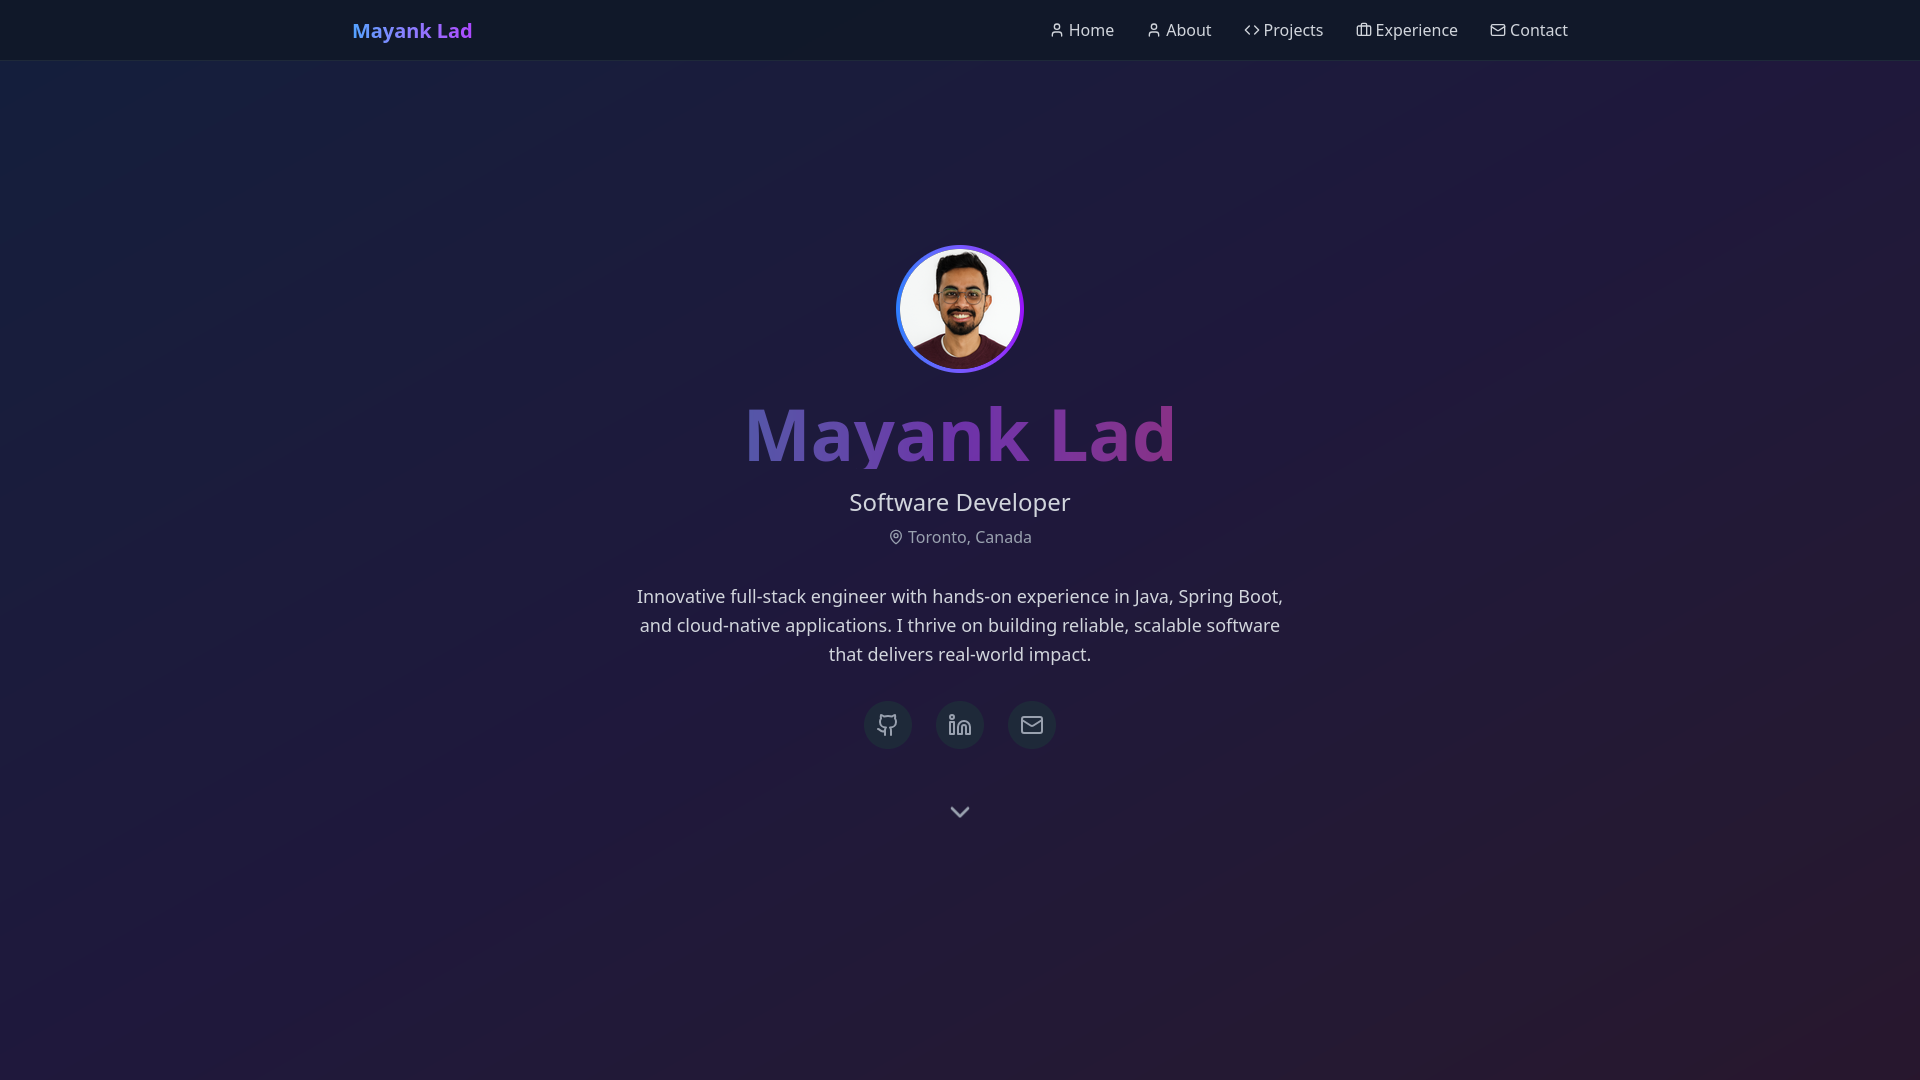 Mayank Lad
Home
About
Projects
Experience
Contact
Mayank Lad
Software Developer
Toronto, Canada
Innovative full-stack engineer with hands-on experience in Java, Spring Boot,
and cloud-native applications. I thrive on building reliable, scalable software
that delivers real-world impact.